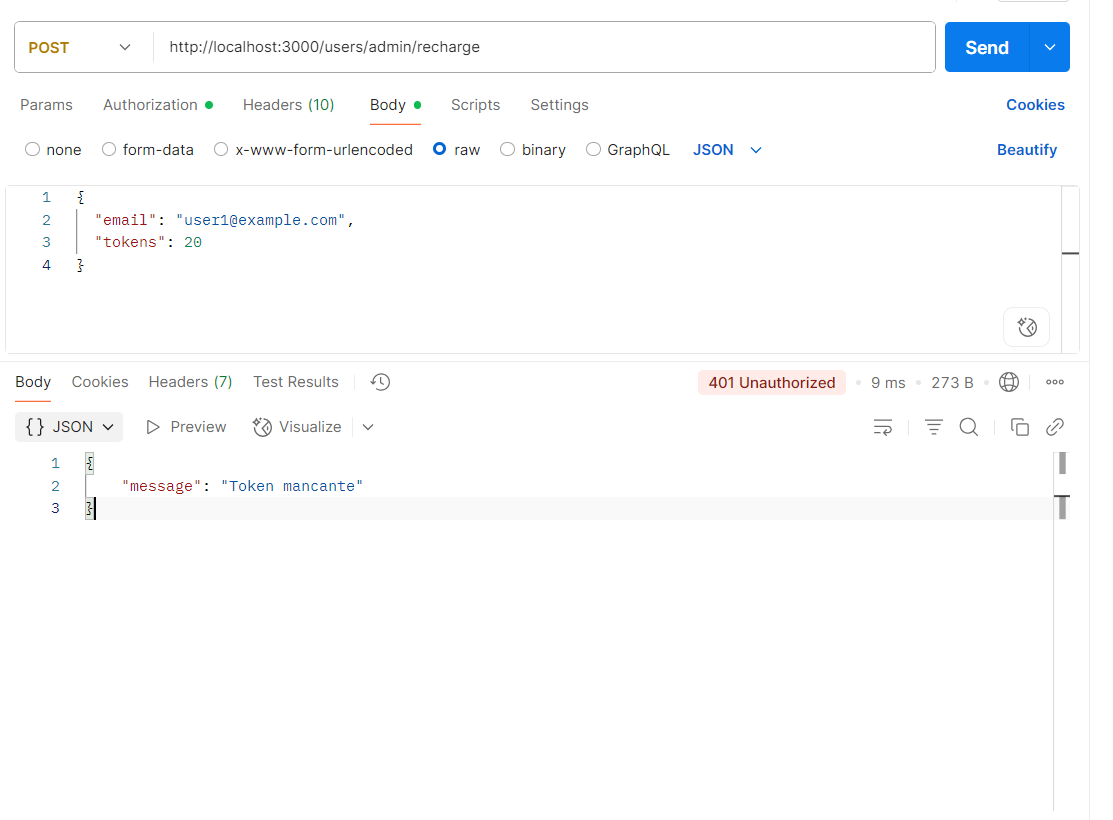 POST http://localhost:3000/users/admin/recharge Send
Params Authorization Headers (10) Body Scripts Settings Cookies
none form-data x-www-form-urlencoded raw binary GraphQL JSON Beautify
1 {
2 "email": "user1@example.com",
3 "tokens": 20
4 }
Body Cookies Headers (7) Test Results 401 Unauthorized 9 ms 273 B
{} JSON Preview Visualize
1 {
2 "message": "Token mancante"
3 }